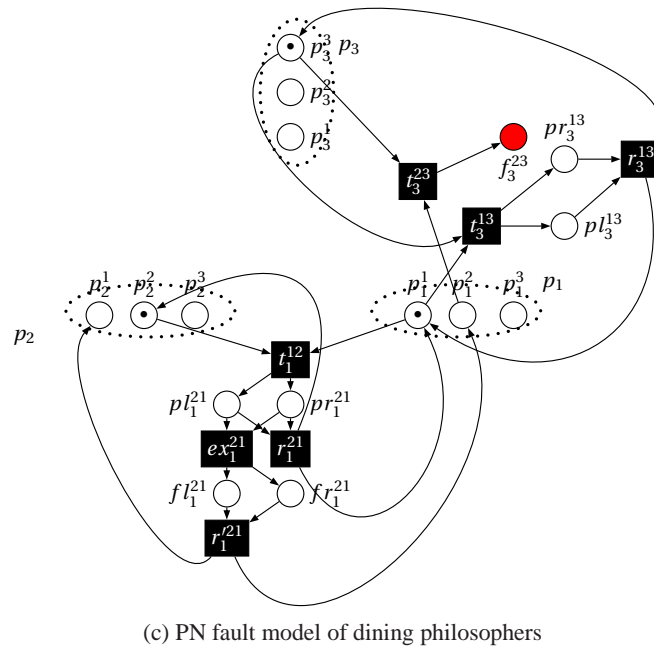 p_3^3 p_3
p_3^2
p_3^1
pr_3^{13}
r_3^{13}
t_3^{23}
f_3^{23}
t_3^{13}
pl_3^{13}
p_2^1 p_2^2 p_2^3
p_1^1 p_1^2 p_1^3 p_1
p_2
t_1^{12}
pl_1^{21} pr_1^{21}
ex_1^{21} r_1^{21}
fl_1^{21} fr_1^{21}
r_1'^{21}
(c) PN fault model of dining philosophers